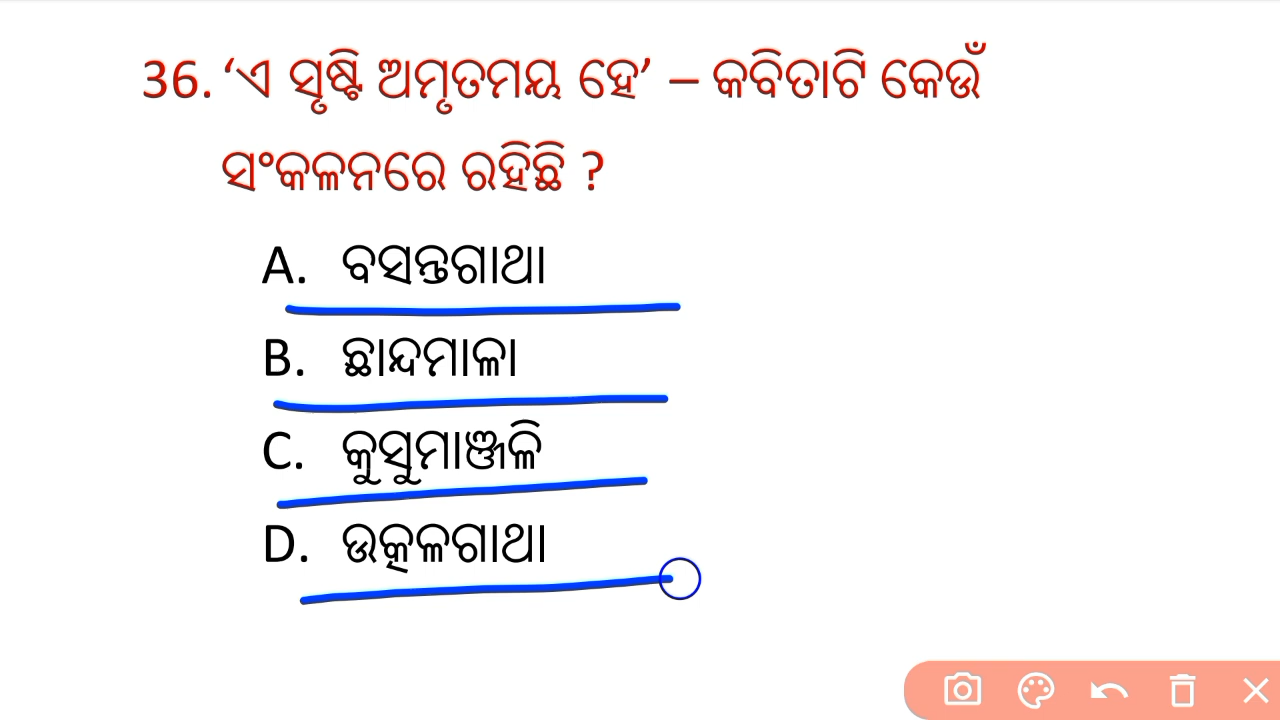 36. ‘ଏ ସୃଷ୍ଟି ଅମୃତମୟ ହେ’ – କବିତାଟି କେଉଁ
ସଂକଳନରେ ରହିଛି ?
A. ବସନ୍ତଗାଥା
B. ଛାନ୍ଦମାଳା
C. କୁସୁମାଞ୍ଜଳି
D. ଉତ୍କଳଗାଥା